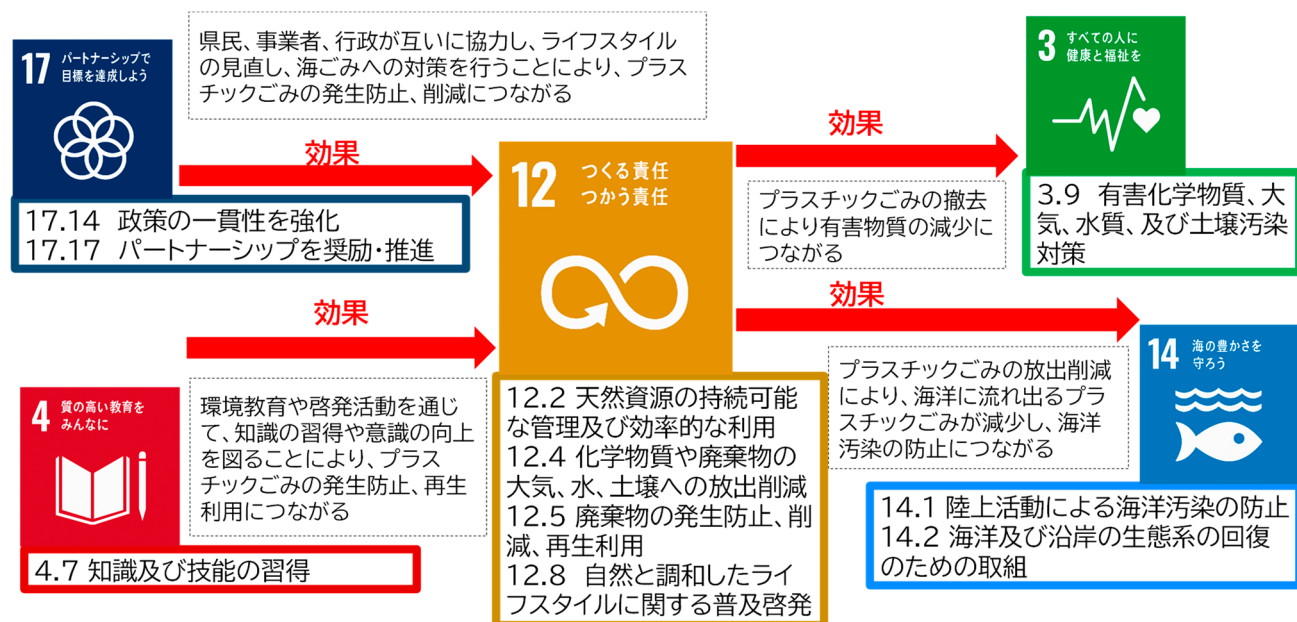 県民、事業者、行政が互いに協力し、ライフスタイル
の見直し、海ごみへの対策を行うことにより、プラス
チックごみの発生防止、削減につながる
17 パートナーシップで
目標を達成しよう
効果
17.14 政策の一貫性を強化
17.17 パートナーシップを奨励・推進
効果
4 質の高い教育を
みんなに
環境教育や啓発活動を通じ
て、知識の習得や意識の向上
を図ることにより、プラス
チックごみの発生防止、再生
利用につながる
4.7 知識及び技能の習得
12 つくる責任
つかう責任
12.2 天然資源の持続可能
な管理及び効率的な利用
12.4 化学物質や廃棄物の
大気、水、土壌への放出削減
12.5 廃棄物の発生防止、削
減、再生利用
12.8 自然と調和したライ
フスタイルに関する普及啓発
効果
プラスチックごみの撤去
により有害物質の減少に
つながる
3 すべての人に
健康と福祉を
3.9 有害化学物質、大
気、水質、及び土壌汚染
対策
効果
プラスチックごみの放出削減
により、海洋に流れ出るプラ
スチックごみが減少し、海洋
汚染の防止につながる
14 海の豊かさを
守ろう
14.1 陸上活動による海洋汚染の防止
14.2 海洋及び沿岸の生態系の回復
のための取組